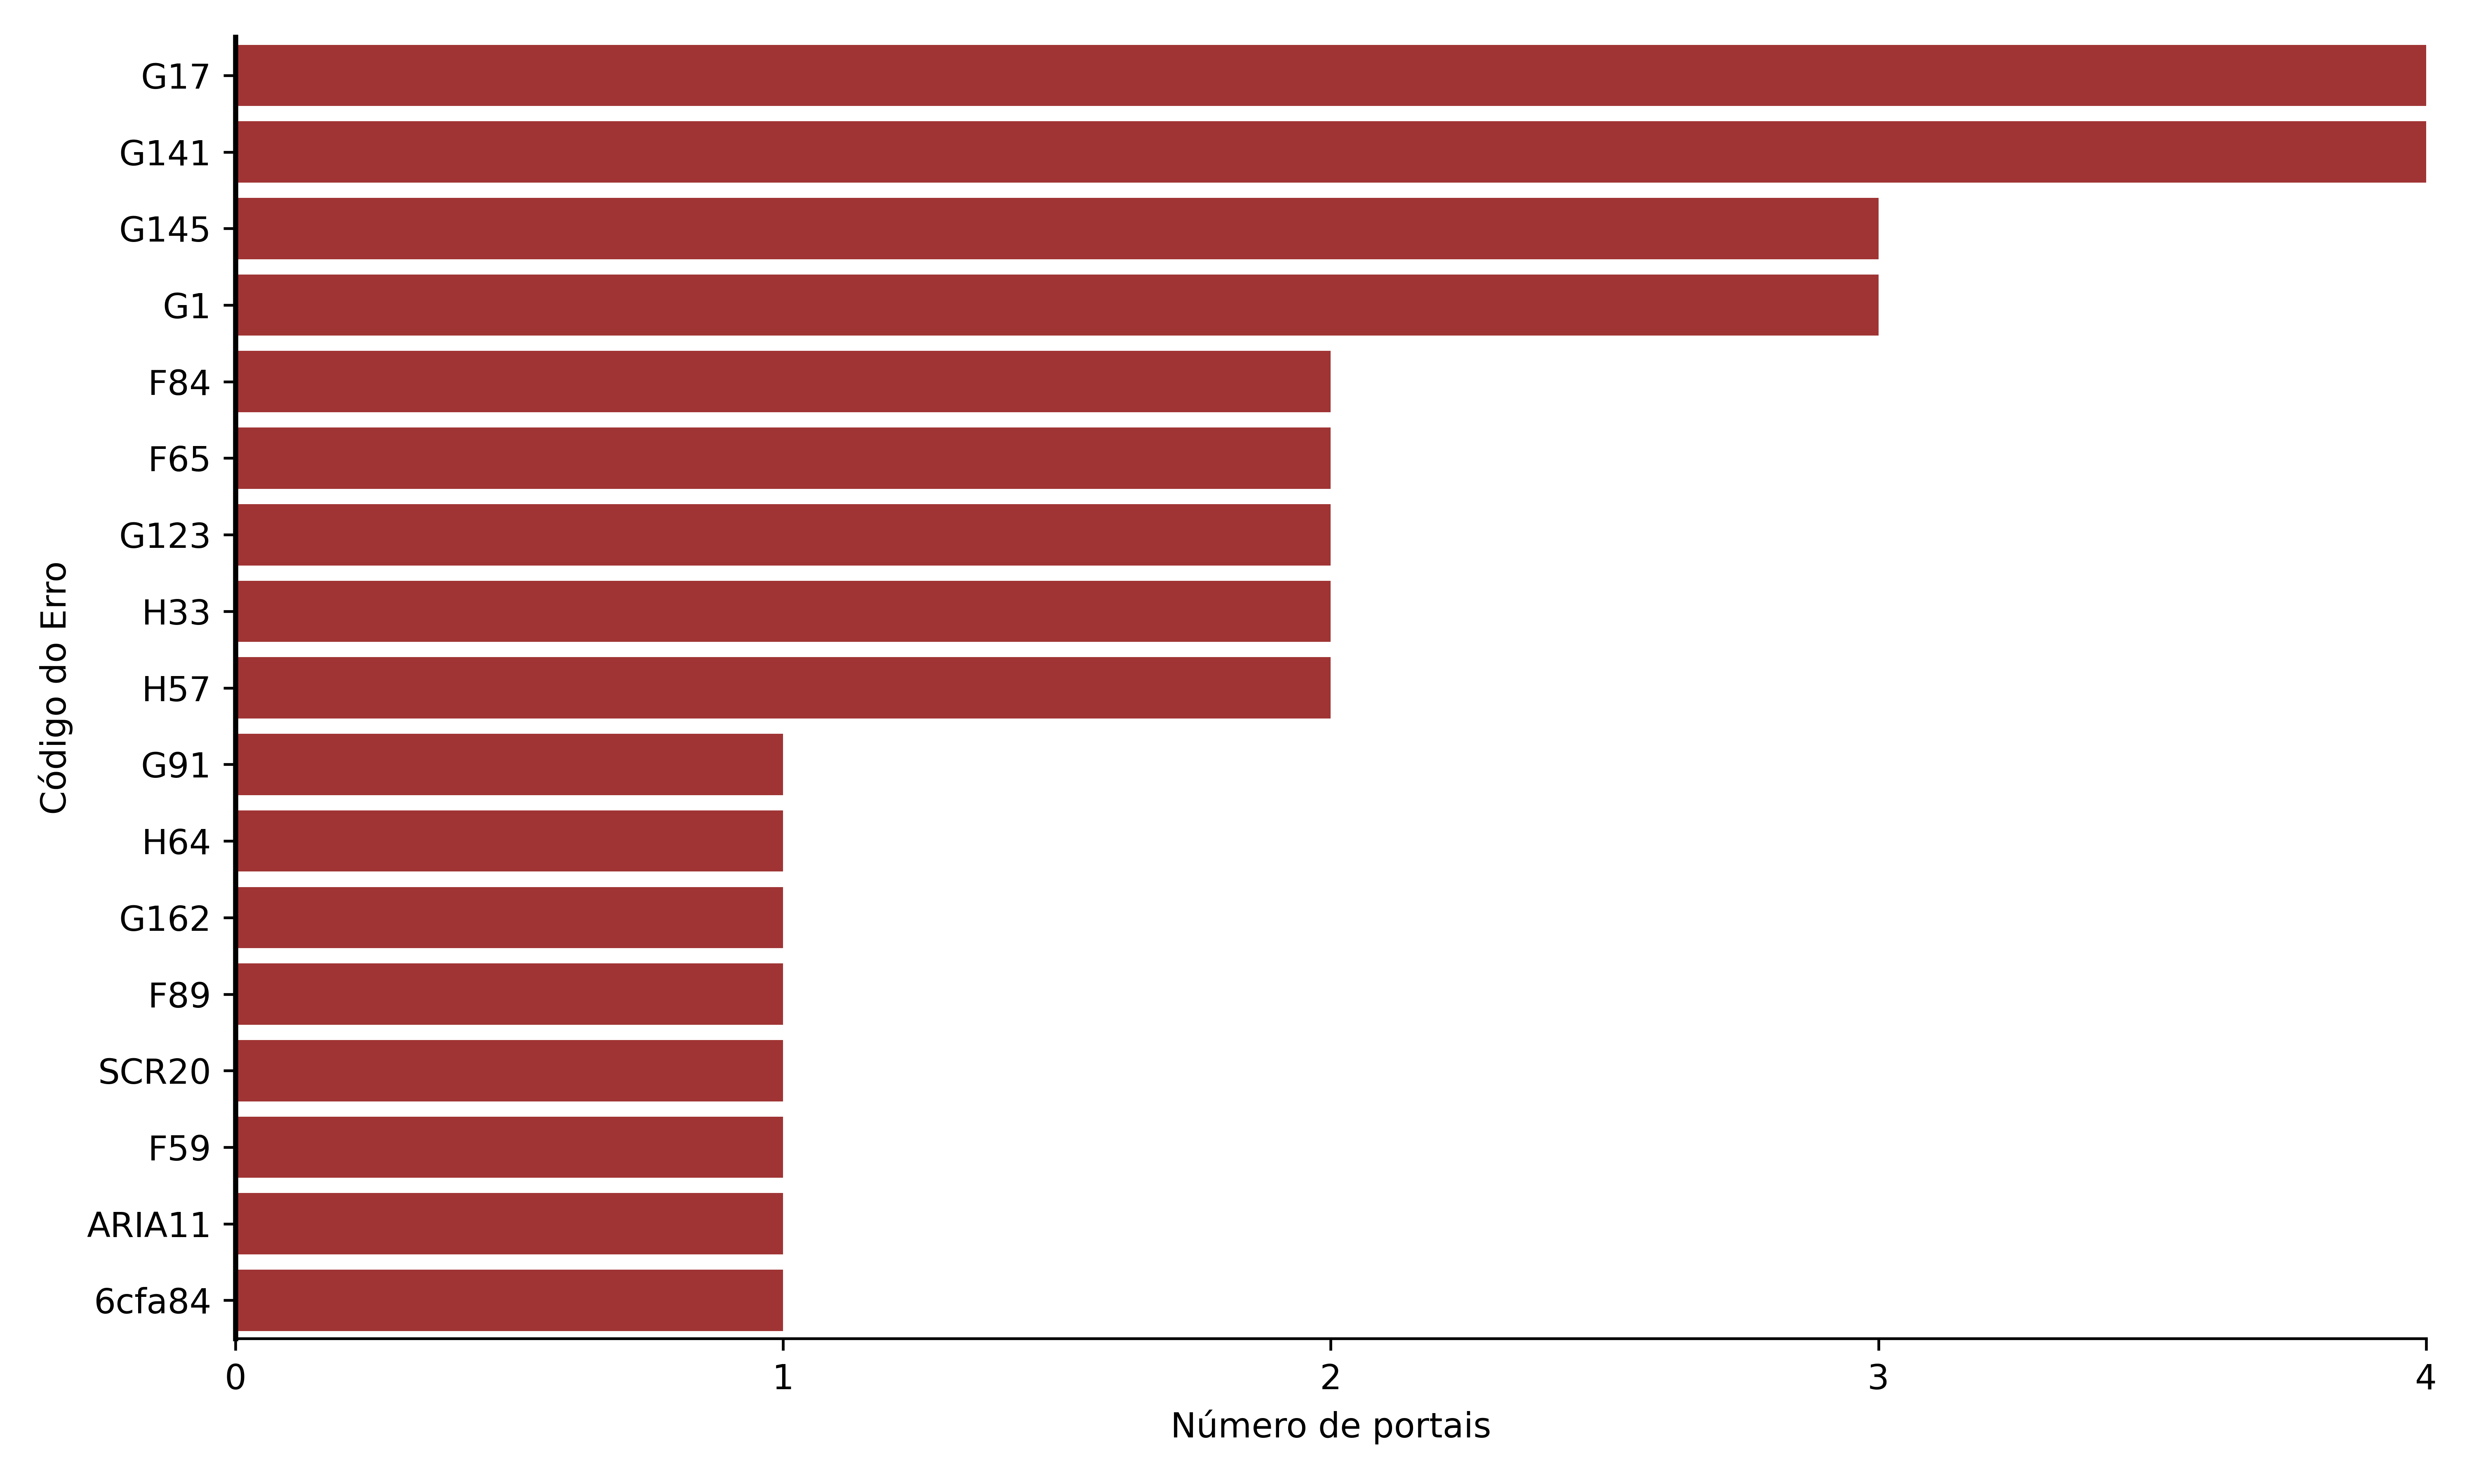 G17
G141
G145
G1
F84
F65
G123
H33
H57
G91
H64
G162
F89
SCR20
F59
ARIA11
6cfa84
Código do Erro
0 1 2 3 4
Número de portais